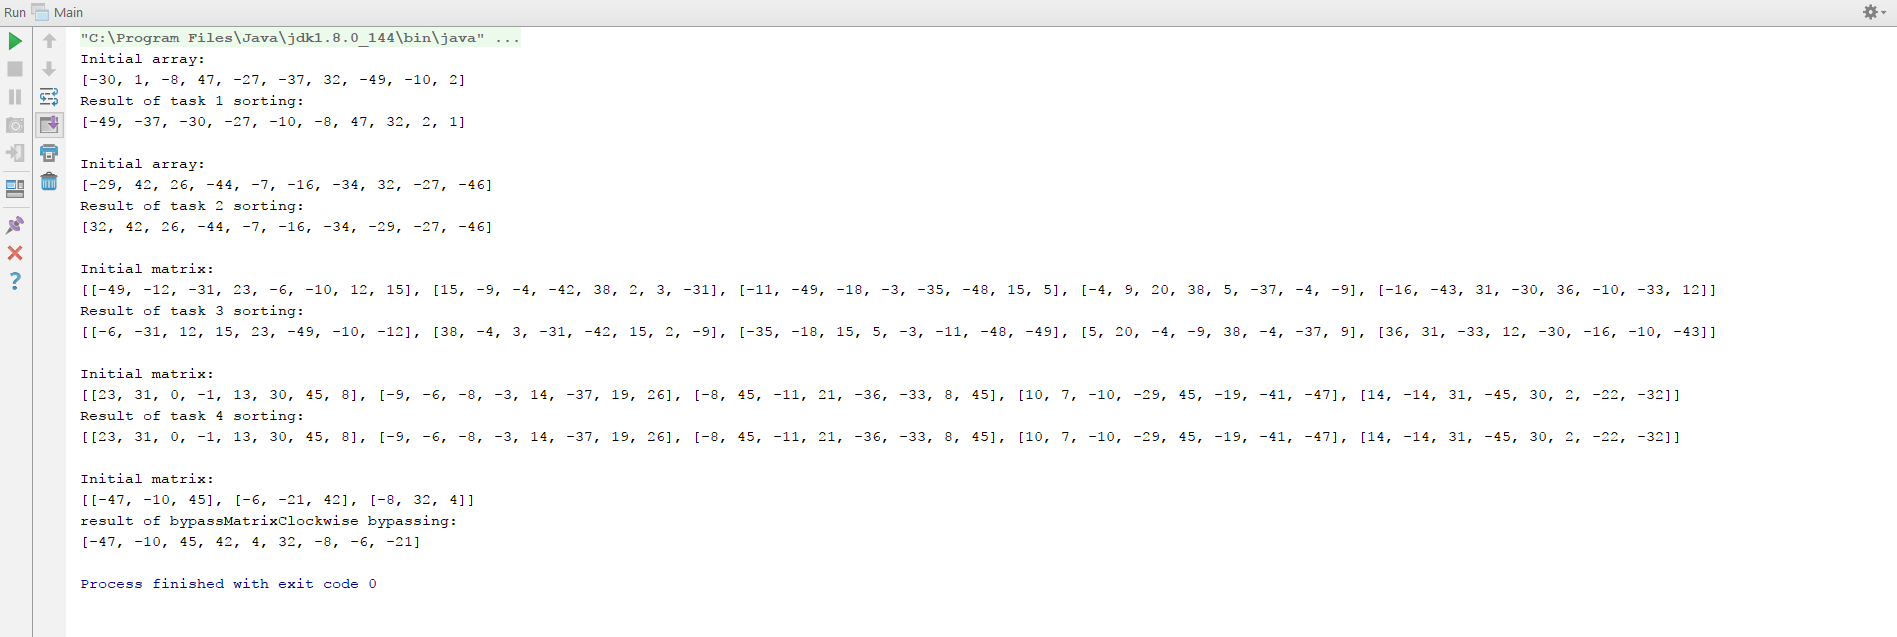 Run Main
"C:\Program Files\Java\jdk1.8.0_144\bin\java" ...
Initial array:
[-30, 1, -8, 47, -27, -37, 32, -49, -10, 2]
Result of task 1 sorting:
[-49, -37, -30, -27, -10, -8, 47, 32, 2, 1]
Initial array:
[-29, 42, 26, -44, -7, -16, -34, 32, -27, -46]
Result of task 2 sorting:
[32, 42, 26, -44, -7, -16, -34, -29, -27, -46]
Initial matrix:
[[-49, -12, -31, 23, -6, -10, 12, 15], [15, -9, -4, -42, 38, 2, 3, -31], [-11, -49, -18, -3, -35, -48, 15, 5], [-4, 9, 20, 38, 5, -37, -4, -9], [-16, -43, 31, -30, 36, -10, -33, 12]]
Result of task 3 sorting:
[[-6, -31, 12, 15, 23, -49, -10, -12], [38, -4, 3, -31, -42, 15, 2, -9], [-35, -18, 15, 5, -3, -11, -48, -49], [5, 20, -4, -9, 38, -4, -37, 9], [36, 31, -33, 12, -30, -16, -10, -43]]
Initial matrix:
[[23, 31, 0, -1, 13, 30, 45, 8], [-9, -6, -8, -3, 14, -37, 19, 26], [-8, 45, -11, 21, -36, -33, 8, 45], [10, 7, -10, -29, 45, -19, -41, -47], [14, -14, 31, -45, 30, 2, -22, -32]]
Result of task 4 sorting:
[[23, 31, 0, -1, 13, 30, 45, 8], [-9, -6, -8, -3, 14, -37, 19, 26], [-8, 45, -11, 21, -36, -33, 8, 45], [10, 7, -10, -29, 45, -19, -41, -47], [14, -14, 31, -45, 30, 2, -22, -32]]
Initial matrix:
[[-47, -10, 45], [-6, -21, 42], [-8, 32, 4]]
result of bypassMatrixClockwise bypassing:
[-47, -10, 45, 42, 4, 32, -8, -6, -21]
Process finished with exit code 0